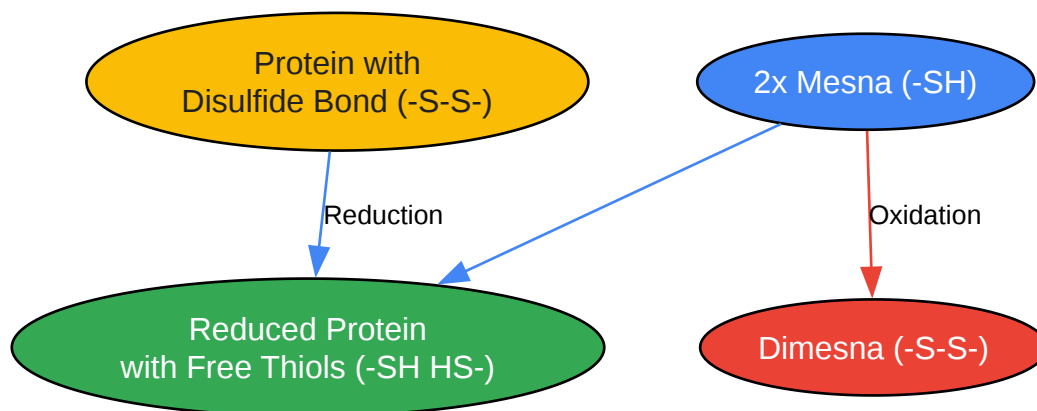 Protein with
Disulfide Bond (-S-S-)
2x Mesna (-SH)
Reduction
Oxidation
Reduced Protein
with Free Thiols (-SH HS-)
Dimesna (-S-S-)